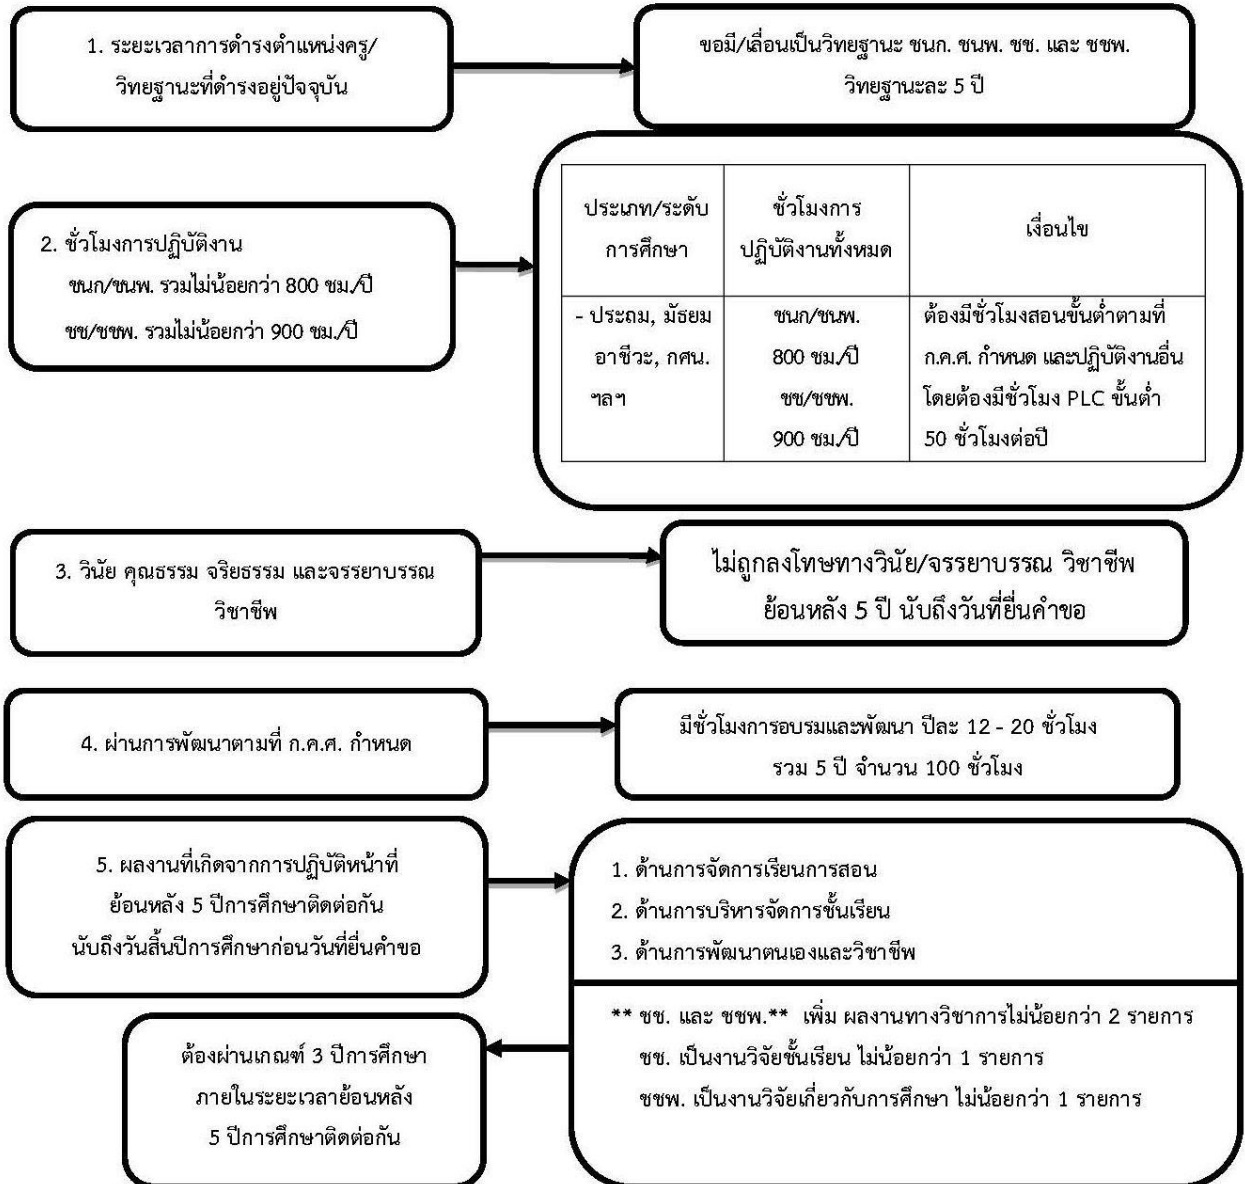 1. ระยะเวลาการดำรงตำแหน่งครู/
วิทยฐานะที่ดำรงอยู่ปัจจุบัน
ขอมี/เลื่อนเป็นวิทยฐานะ ชนก. ชนพ. ชช. และ ชชพ.
วิทยฐานะละ 5 ปี
2. ชั่วโมงการปฏิบัติงาน
ชนก/ชนพ. รวมไม่น้อยกว่า 800 ชม./ปี
ชช/ชชพ. รวมไม่น้อยกว่า 900 ชม./ปี
ประเภท/ระดับ
การศึกษา
ชั่วโมงการ
ปฏิบัติงานทั้งหมด
เงื่อนไข
- ประถม, มัธยม
อาชีวะ, กศน.
ฯลฯ
ชนก/ชนพ.
800 ชม./ปี
ชช/ชชพ.
900 ชม./ปี
ต้องมีชั่วโมงสอนขั้นต่ำตามที่
ก.ค.ศ. กำหนด และปฏิบัติงานอื่น
โดยต้องมีชั่วโมง PLC ขั้นต่ำ
50 ชั่วโมงต่อปี
3. วินัย คุณธรรม จริยธรรม และจรรยาบรรณ
วิชาชีพ
ไม่ถูกลงโทษทางวินัย/จรรยาบรรณ วิชาชีพ
ย้อนหลัง 5 ปี นับถึงวันที่ยื่นคำขอ
4. ผ่านการพัฒนาตามที่ ก.ค.ศ. กำหนด
มีชั่วโมงการอบรมและพัฒนา ปีละ 12 - 20 ชั่วโมง
รวม 5 ปี จำนวน 100 ชั่วโมง
5. ผลงานที่เกิดจากการปฏิบัติหน้าที่
ย้อนหลัง 5 ปีการศึกษาติดต่อกัน
นับถึงวันสิ้นปีการศึกษาก่อนวันที่ยื่นคำขอ
1. ด้านการจัดการเรียนการสอน
2. ด้านการบริหารจัดการชั้นเรียน
3. ด้านการพัฒนาตนเองและวิชาชีพ
** ชช. และ ชชพ.** เพิ่ม ผลงานทางวิชาการไม่น้อยกว่า 2 รายการ
ชช. เป็นงานวิจัยชั้นเรียน ไม่น้อยกว่า 1 รายการ
ชชพ. เป็นงานวิจัยเกี่ยวกับการศึกษา ไม่น้อยกว่า 1 รายการ
ต้องผ่านเกณฑ์ 3 ปีการศึกษา
ภายในระยะเวลาย้อนหลัง
5 ปีการศึกษาติดต่อกัน